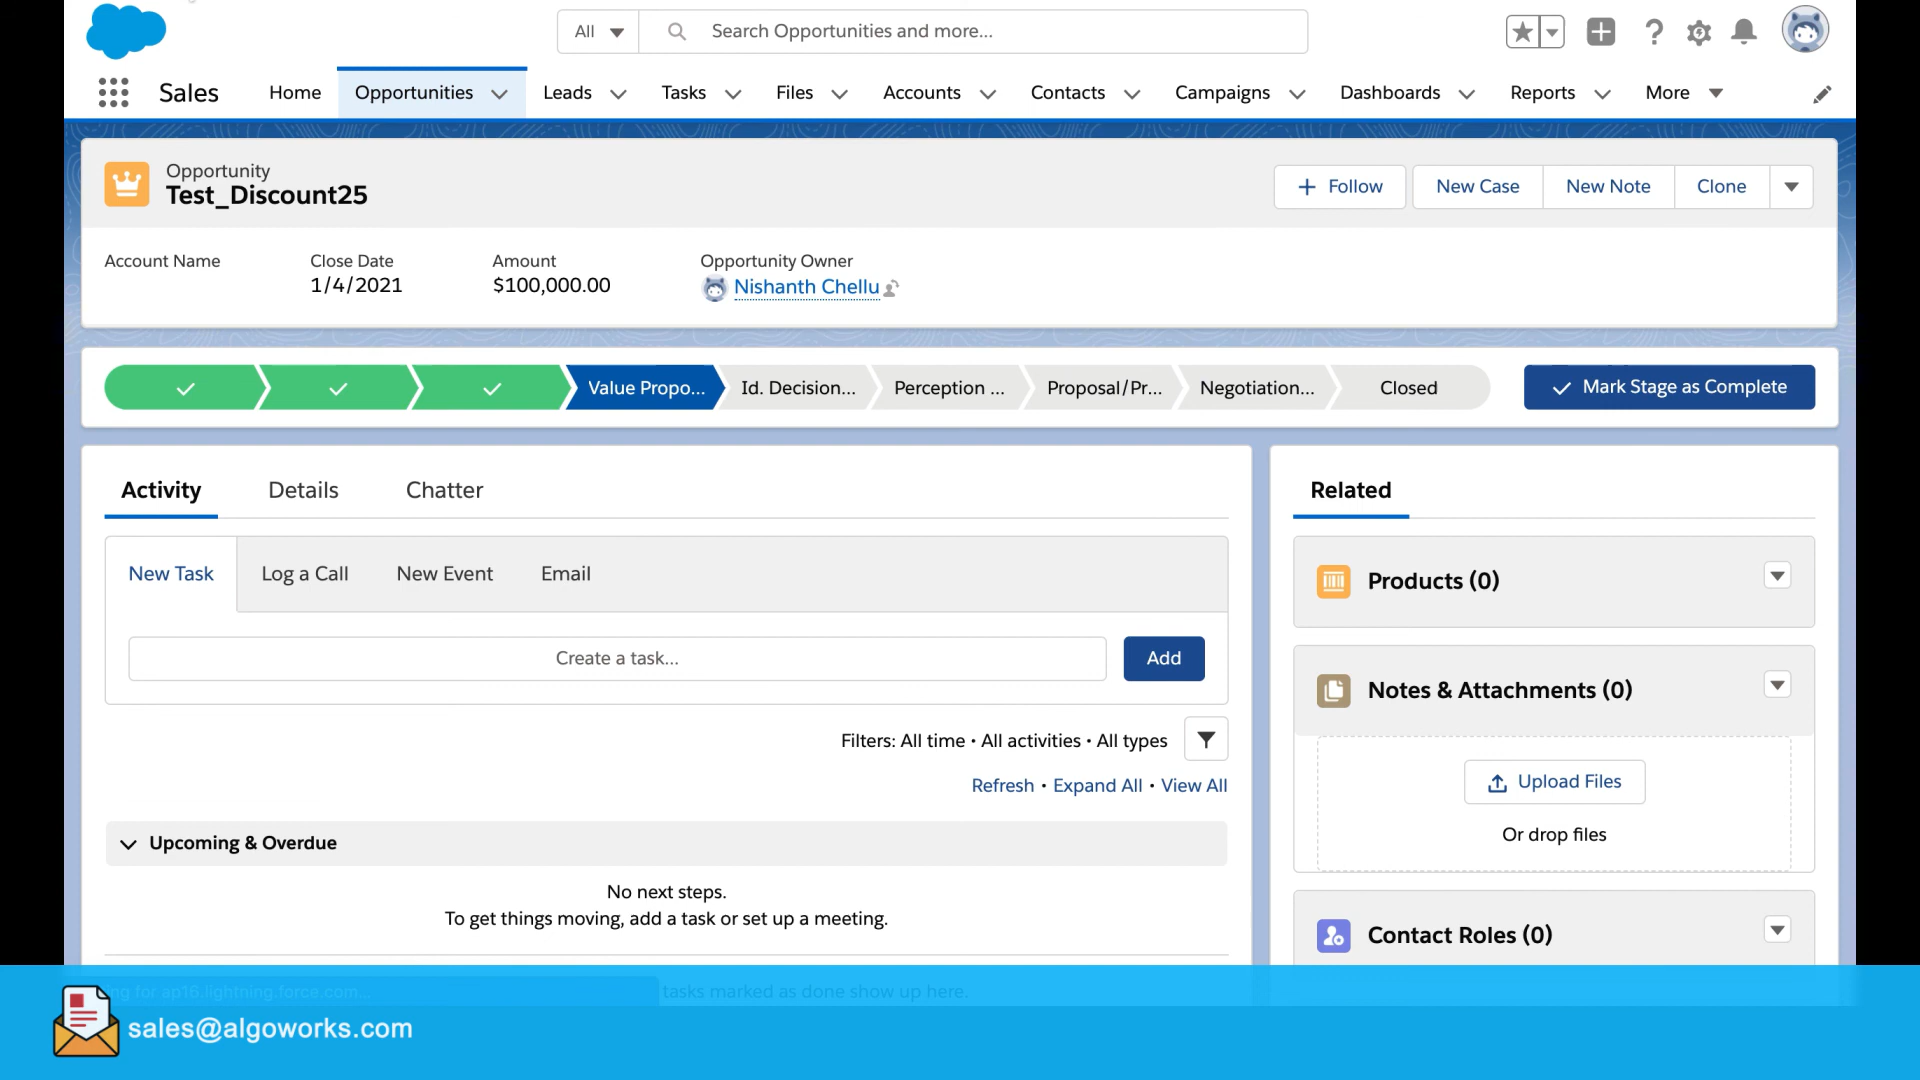 All
Search Opportunities and more...
Sales
Home
Opportunities
Leads
Tasks
Files
Accounts
Contacts
Campaigns
Dashboards
Reports
More
Opportunity
Test_Discount25
Follow
New Case
New Note
Clone
Account Name
Close Date
1/4/2021
Amount
$100,000.00
Opportunity Owner
Nishanth Chellu
Value Propo...
Id. Decision...
Perception ...
Proposal/Pr...
Negotiation...
Closed
Mark Stage as Complete
Activity
Details
Chatter
New Task
Log a Call
New Event
Email
Create a task...
Add
Filters: All time • All activities • All types
Refresh • Expand All • View All
Upcoming & Overdue
No next steps.
To get things moving, add a task or set up a meeting.
Related
Products (0)
Notes & Attachments (0)
Upload Files
Or drop files
Contact Roles (0)
for ap16.lightning.force.com...
tasks marked as done show up here.
sales@algoworks.com